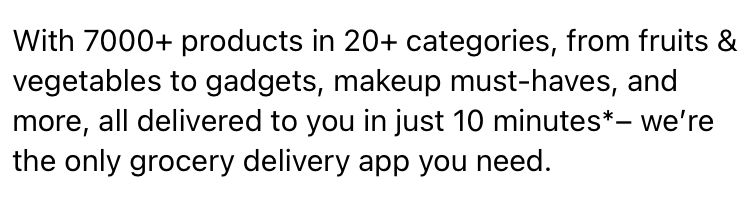 With 7000+ products in 20+ categories, from fruits &
vegetables to gadgets, makeup must-haves, and
more, all delivered to you in just 10 minutes*– we’re
the only grocery delivery app you need.